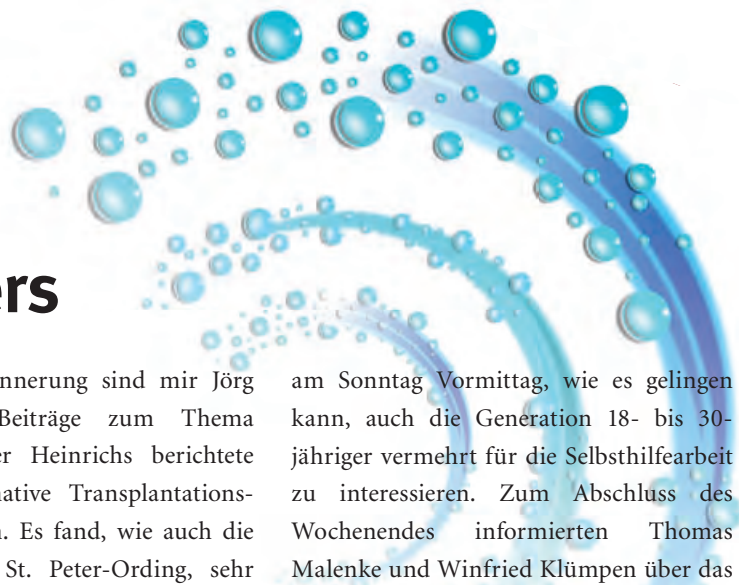 ers
nnerung sind mir Jörg
Beiträge zum Thema
er Heinrichs berichtete
native Transplantations-
n. Es fand, wie auch die
St. Peter-Ording, sehr
am Sonntag Vormittag, wie es gelingen
kann, auch die Generation 18- bis 30-
jähriger vermehrt für die Selbsthilfearbeit
zu interessieren. Zum Abschluss des
Wochenendes informierten Thomas
Malenke und Winfried Klümpen über das